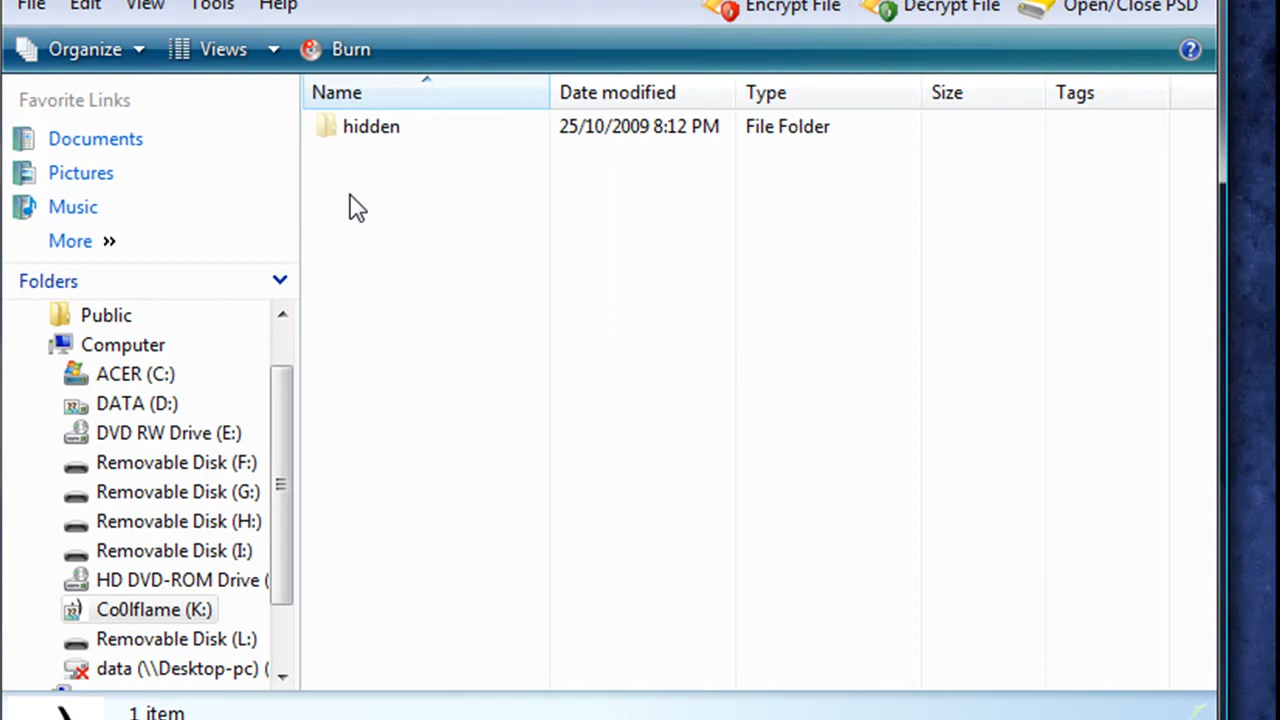 File Edit View Tools Help Encrypt File Decrypt File Open/Close PSD
Organize Views Burn
Favorite Links
Documents
Pictures
Music
More »
Folders
Public
Computer
ACER (C:)
DATA (D:)
DVD RW Drive (E:)
Removable Disk (F:)
Removable Disk (G:)
Removable Disk (H:)
Removable Disk (I:)
HD DVD-ROM Drive (
Co0lflame (K:)
Removable Disk (L:)
data (\\Desktop-pc) (
Name Date modified Type Size Tags
hidden 25/10/2009 8:12 PM File Folder
1 item